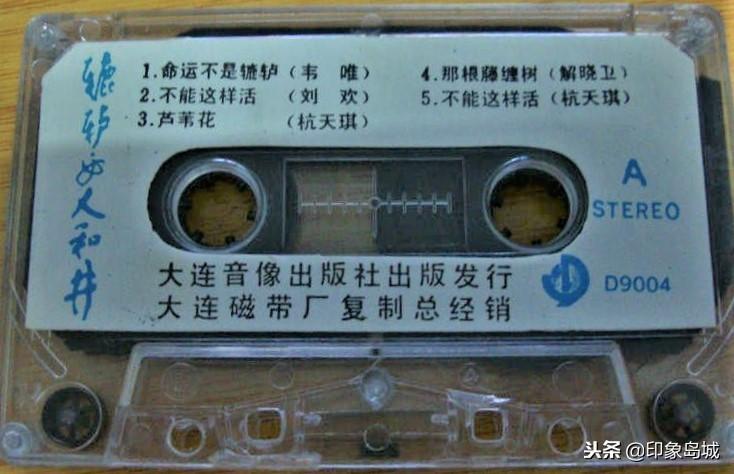 辘轳女人和井
1.命运不是辘轳（韦 唯）
2.不能这样活（刘 欢）
3.芦苇花（杭天琪）
4.那根藤缠树（解晓卫）
5.不能这样活（杭天琪）
A
STEREO
大连音像出版社出版发行
大连磁带厂复制总经销
D9004
头条 @印象岛城